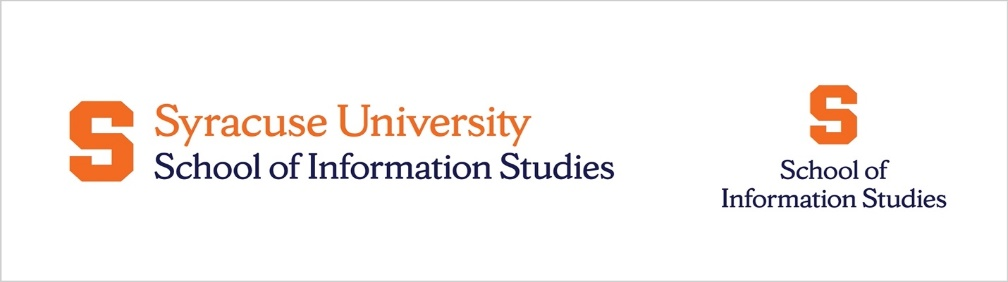 S
Syracuse University
School of Information Studies
S
School of
Information Studies